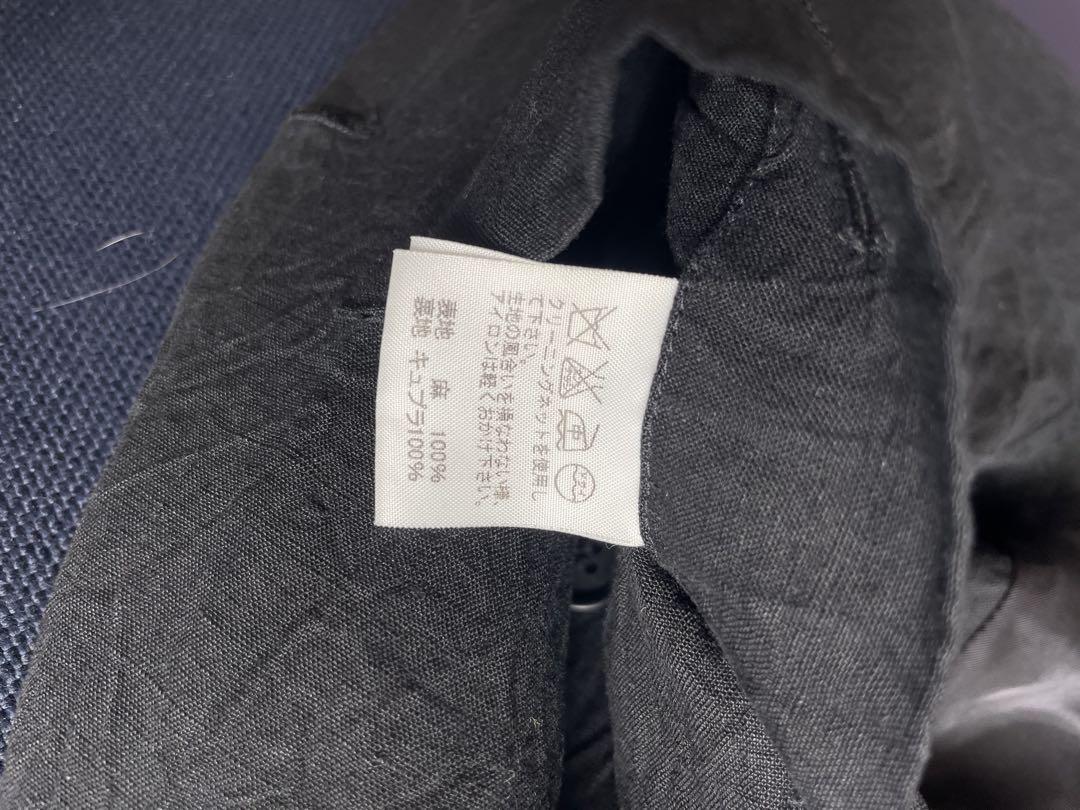 クリーニングネットを使用し
て下さい。
生地の風合いを損なわない様、
アイロンは軽くおかけ下さい。
表地 麻 100%
裏地 キュプラ100%